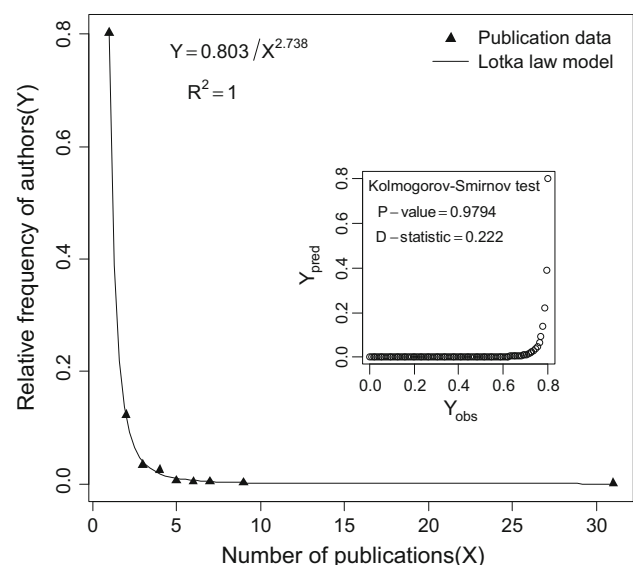 Y = 0.803 / X^2.738
R^2 = 1
Publication data
Lotka law model
Relative frequency of authors(Y)
0.8
0.6
0.4
0.2
0.0
Kolmogorov-Smirnov test
P – value = 0.9794
D – statistic = 0.222
Y_pred
0.8
0.6
0.4
0.2
0.0
0.0 0.2 0.4 0.6 0.8
Y_obs
0 5 10 15 20 25 30
Number of publications(X)